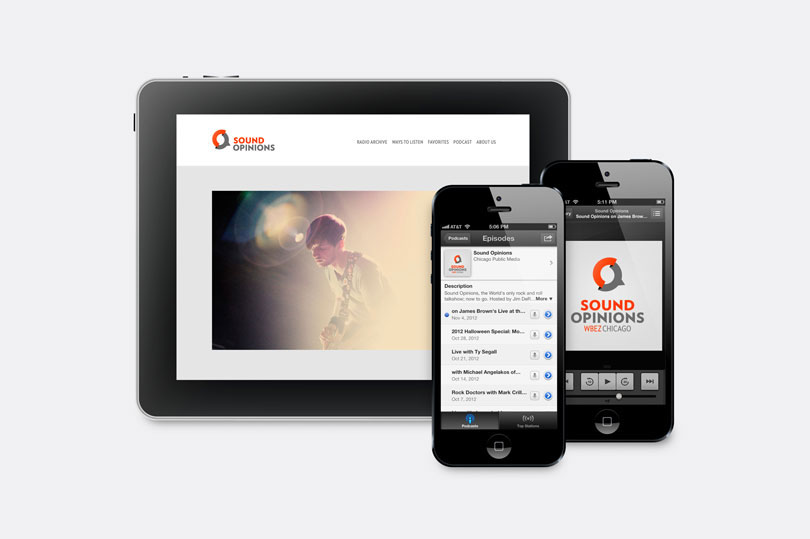 SOUND
OPINIONS
RADIO ARCHIVE WAYS TO LISTEN FAVORITES PODCAST ABOUT US
AT&T 5:06 PM
Podcasts Episodes
SOUND
OPINIONS
Sound Opinions
Chicago Public Media
Description
Sound Opinions, the World's only rock and roll
talkshow, now to go. Hosted by Jim DeR... More
on James Brown's Live at th...
Nov 4, 2012
2012 Halloween Special: Mo...
Oct 28, 2012
Live with Ty Segall
Oct 21, 2012
with Michael Angelakos of...
Oct 14, 2012
Rock Doctors with Mark Crill...
Oct 7, 2012
Podcasts Top Stations
5:11 PM
Sound Opinions
Sound Opinions on James Brow...
SOUND
OPINIONS
WBEZ CHICAGO